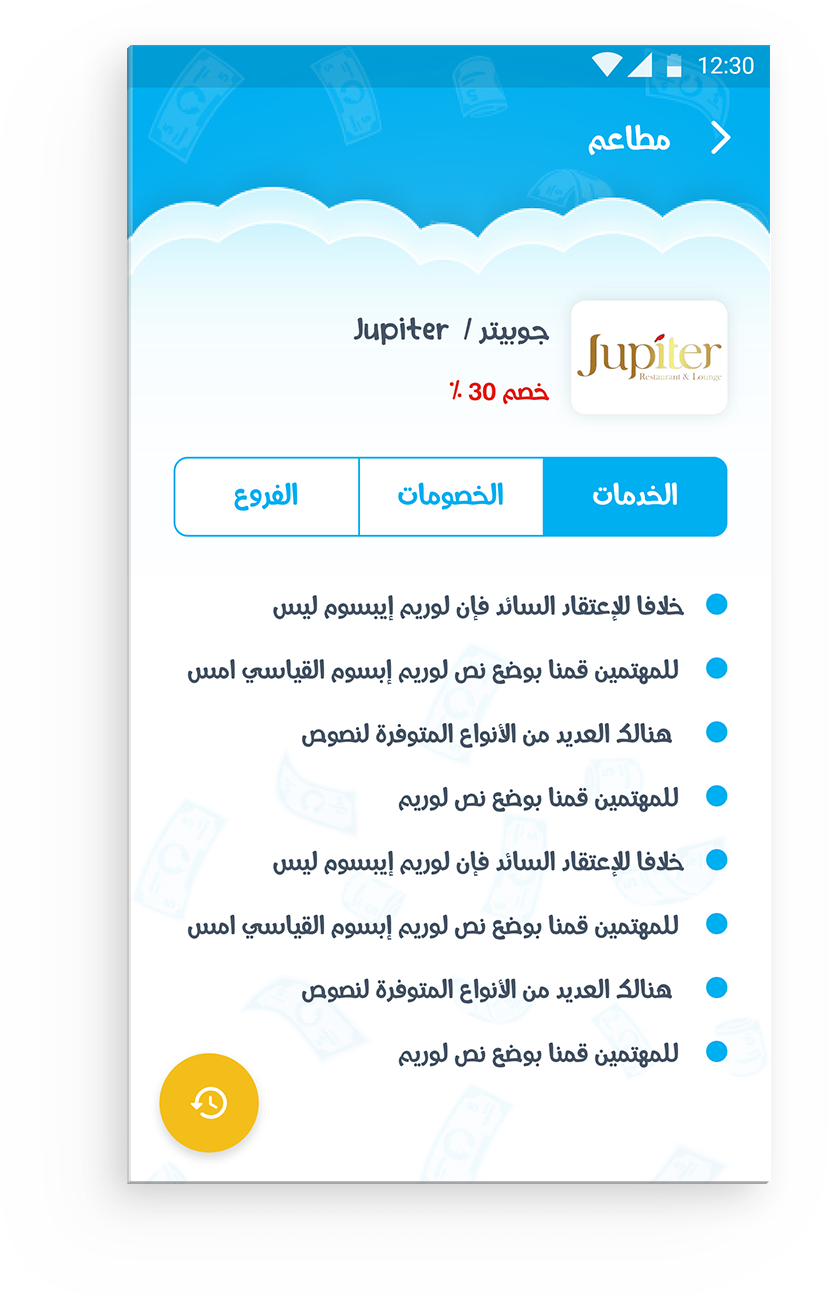 12:30
مطاعم
Jupiter
Restaurant & Lounge
جوبيتر / Jupiter
خصم 30 ٪
الخدمات
الخصومات
الفروع
خلافا للإعتقاد السائد فإن لوريم إيبسوم ليس
للمهتمين قمنا بوضع نص لوريم إبسوم القياسي امس
هنالك العديد من الأنواع المتوفرة لنصوص
للمهتمين قمنا بوضع نص لوريم
خلافا للإعتقاد السائد فإن لوريم إيبسوم ليس
للمهتمين قمنا بوضع نص لوريم إبسوم القياسي امس
هنالك العديد من الأنواع المتوفرة لنصوص
للمهتمين قمنا بوضع نص لوريم